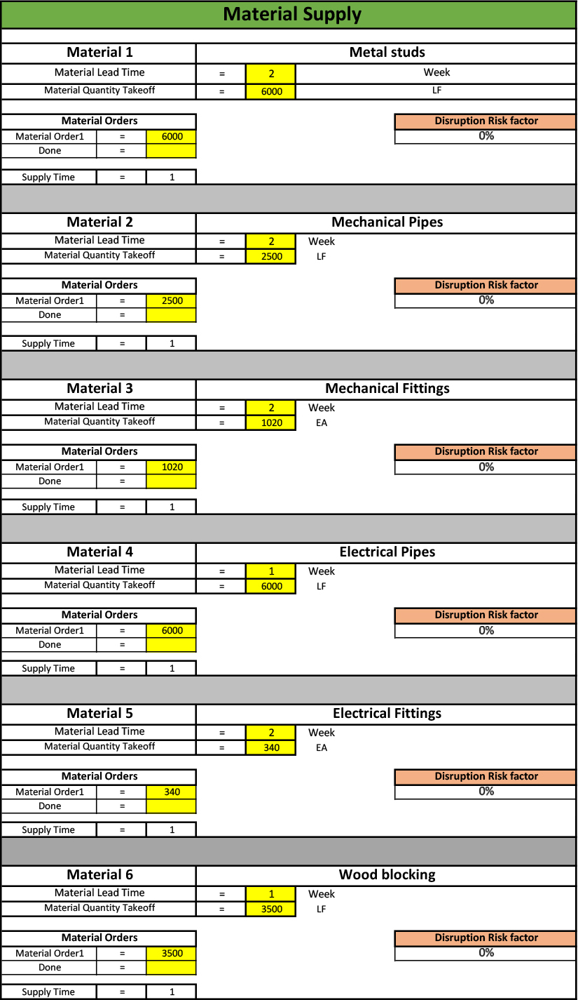 Material Supply
Material 1 Metal studs
Material Lead Time = 2 Week
Material Quantity Takeoff = 6000 LF
Material Orders Disruption Risk factor
Material Order1 = 6000 0%
Done =
Supply Time = 1
Material 2 Mechanical Pipes
Material Lead Time = 2 Week
Material Quantity Takeoff = 2500 LF
Material Orders Disruption Risk factor
Material Order1 = 2500 0%
Done =
Supply Time = 1
Material 3 Mechanical Fittings
Material Lead Time = 2 Week
Material Quantity Takeoff = 1020 EA
Material Orders Disruption Risk factor
Material Order1 = 1020 0%
Done =
Supply Time = 1
Material 4 Electrical Pipes
Material Lead Time = 1 Week
Material Quantity Takeoff = 6000 LF
Material Orders Disruption Risk factor
Material Order1 = 6000 0%
Done =
Supply Time = 1
Material 5 Electrical Fittings
Material Lead Time = 2 Week
Material Quantity Takeoff = 340 EA
Material Orders Disruption Risk factor
Material Order1 = 340 0%
Done =
Supply Time = 1
Material 6 Wood blocking
Material Lead Time = 1 Week
Material Quantity Takeoff = 3500 LF
Material Orders Disruption Risk factor
Material Order1 = 3500 0%
Done =
Supply Time = 1